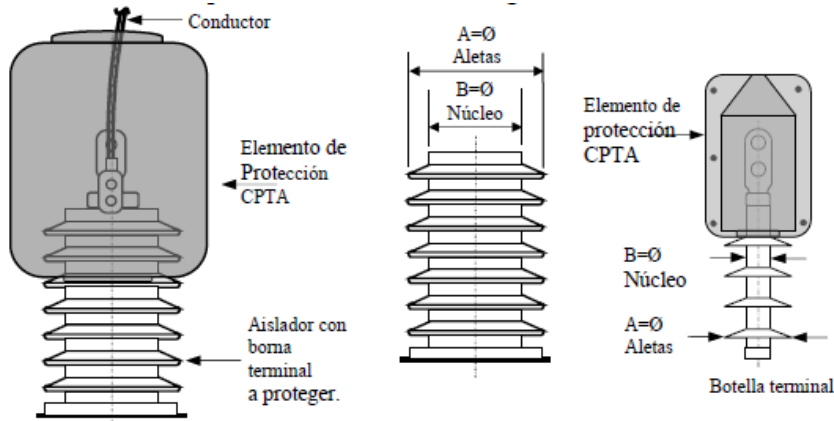 Conductor
Elemento de
Protección
CPTA
Aislador con
borna
terminal
a proteger.
A=Ø
Aletas
B=Ø
Núcleo
Elemento de
protección
CPTA
B=Ø
Núcleo
A=Ø
Aletas
Botella terminal